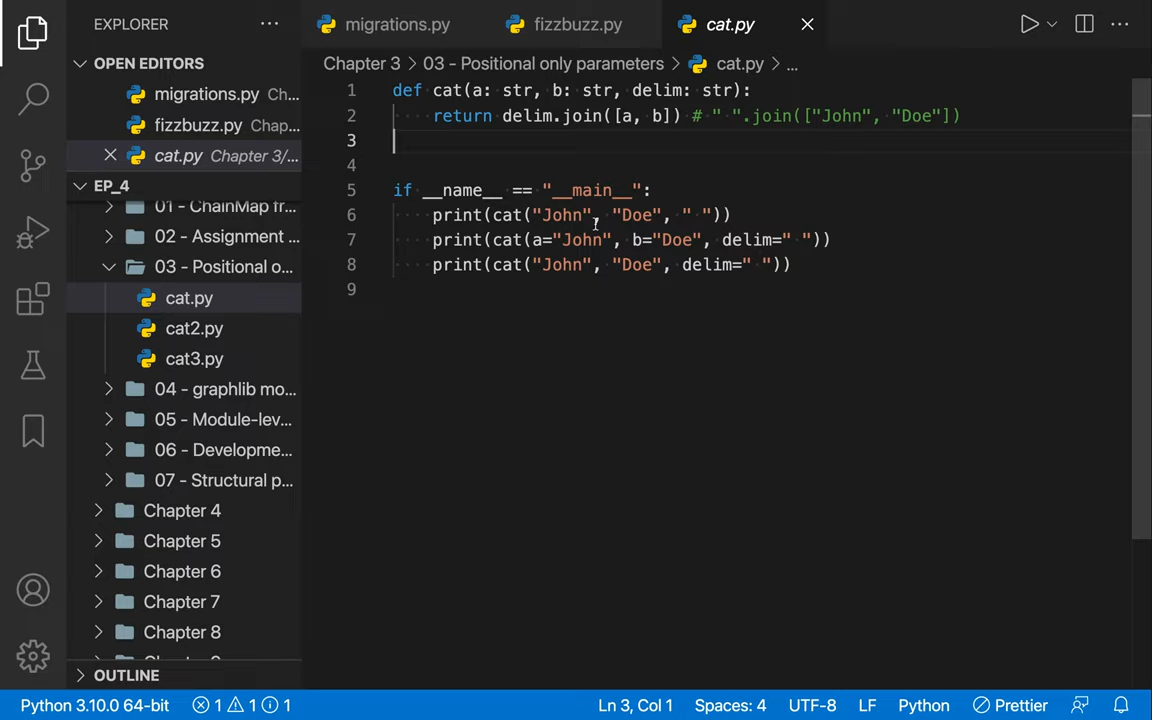 EXPLORER
migrations.py
fizzbuzz.py
cat.py
OPEN EDITORS
migrations.py Ch...
fizzbuzz.py Chap...
cat.py Chapter 3/...
EP_4
01 - ChainMap fr...
02 - Assignment ...
03 - Positional o...
cat.py
cat2.py
cat3.py
04 - graphlib mo...
05 - Module-lev...
06 - Developme...
07 - Structural p...
Chapter 4
Chapter 5
Chapter 6
Chapter 7
Chapter 8
OUTLINE
Chapter 3 > 03 - Positional only parameters > cat.py > ...
1 def cat(a: str, b: str, delim: str):
2 return delim.join([a, b]) # " ".join(["John", "Doe"])
3
4
5 if __name__ == "__main__":
6 print(cat("John", "Doe", " "))
7 print(cat(a="John", b="Doe", delim=" "))
8 print(cat("John", "Doe", delim=" "))
9
Python 3.10.0 64-bit 1 1 1 Ln 3, Col 1 Spaces: 4 UTF-8 LF Python Prettier